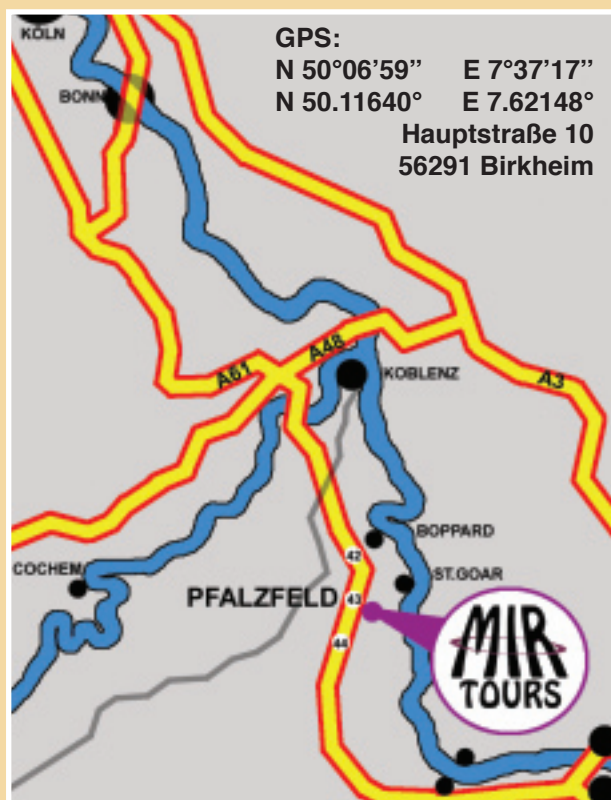 KÖLN
GPS:
N 50°06’59” E 7°37’17”
N 50.11640° E 7.62148°
Hauptstraße 10
56291 Birkheim
BONN
A61
A48
KOBLENZ
A3
BOPPARD
42
COCHEM
ST.GOAR
PFALZFELD
43
44
MIR
TOURS